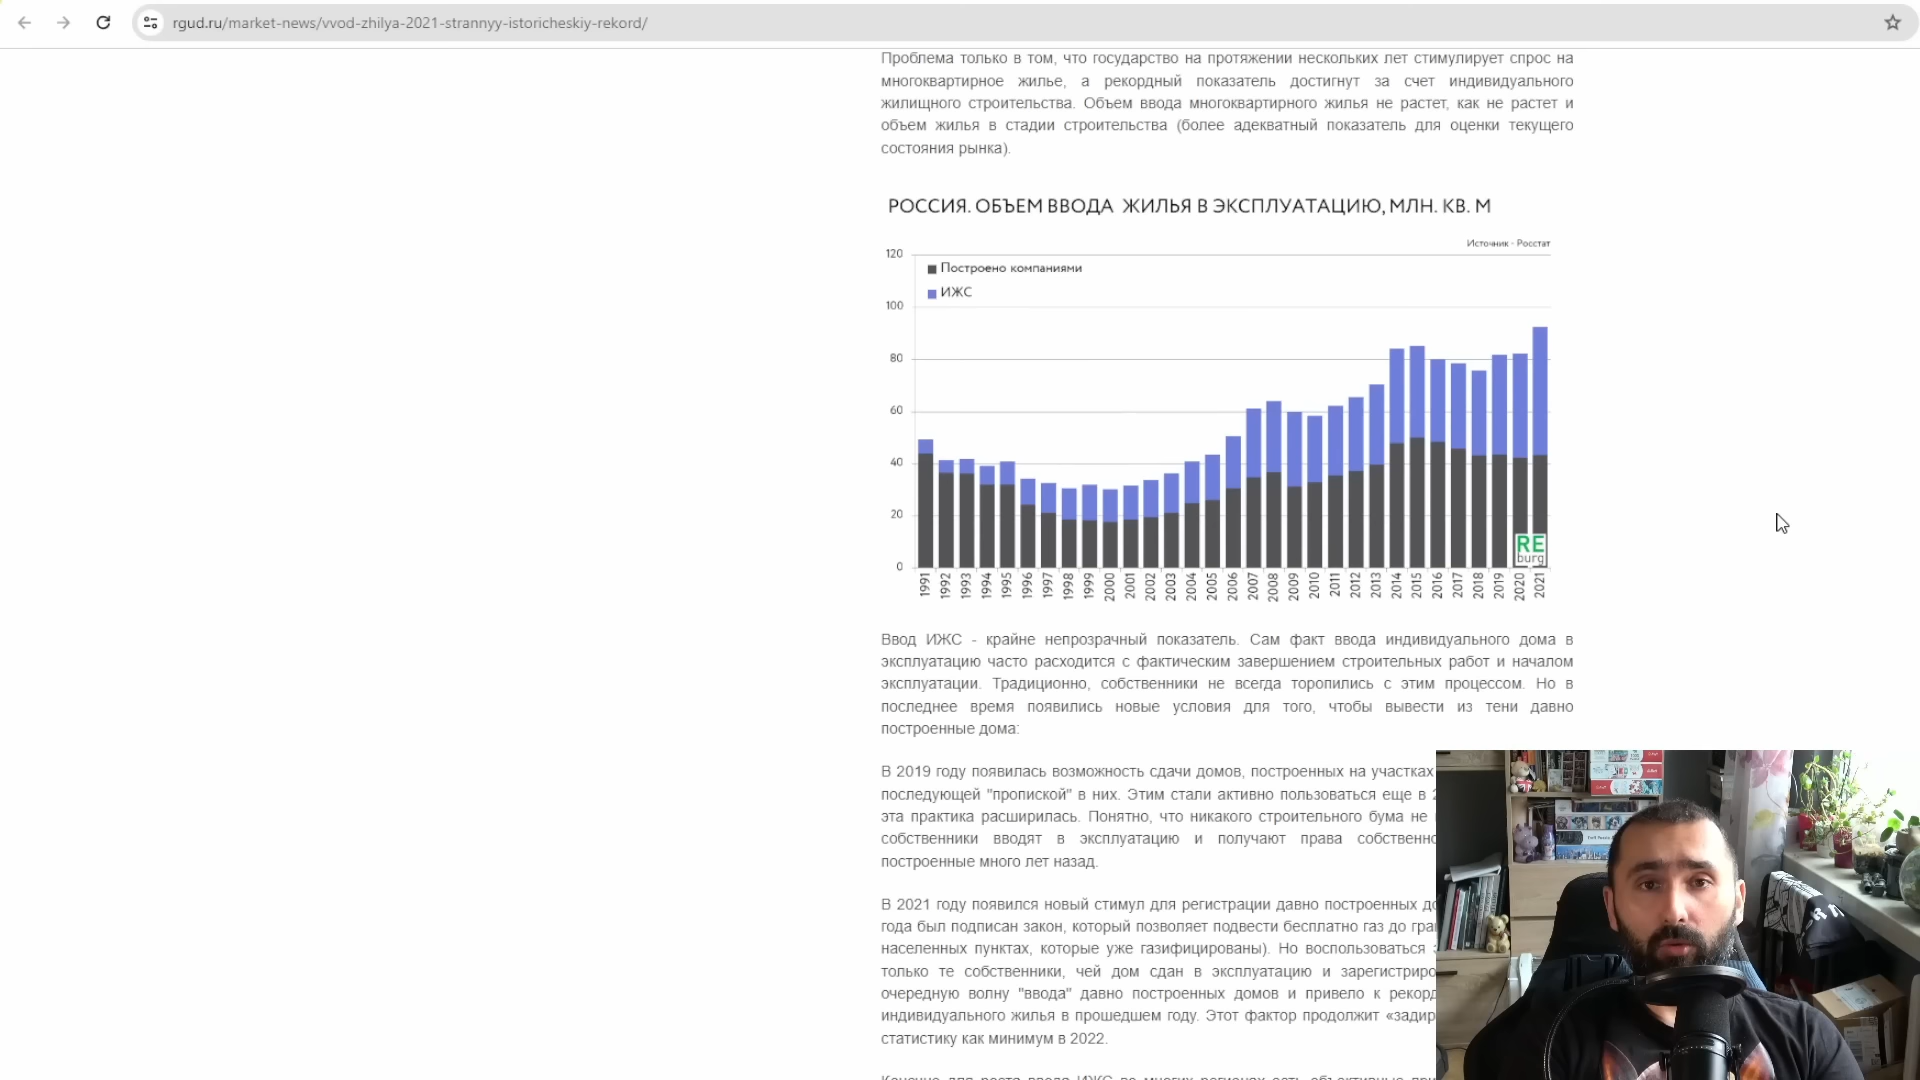 rgud.ru/market-news/vvod-zhilya-2021-strannyy-istoricheskiy-rekord/
Проблема только в том, что государство на протяжении нескольких лет стимулирует спрос на
многоквартирное жилье, а рекордный показатель достигнут за счет индивидуального
жилищного строительства. Объем ввода многоквартирного жилья не растет, как не растет и
объем жилья в стадии строительства (более адекватный показатель для оценки текущего
состояния рынка).
РОССИЯ. ОБЪЕМ ВВОДА ЖИЛЬЯ В ЭКСПЛУАТАЦИЮ, МЛН. КВ. М
Источник - Росстат
120
Построено компаниями
ИЖС
100
80
60
40
20
0
RE
burg
1991 1992 1993 1994 1995 1996 1997 1998 1999 2000 2001 2002 2003 2004 2005 2006 2007 2008 2009 2010 2011 2012 2013 2014 2015 2016 2017 2018 2019 2020 2021
Ввод ИЖС - крайне непрозрачный показатель. Сам факт ввода индивидуального дома в
эксплуатацию часто расходится с фактическим завершением строительных работ и началом
эксплуатации. Традиционно, собственники не всегда торопились с этим процессом. Но в
последнее время появились новые условия для того, чтобы вывести из тени давно
построенные дома:
В 2019 году появилась возможность сдачи домов, построенных на участках
последующей "пропиской" в них. Этим стали активно пользоваться еще в
эта практика расширилась. Понятно, что никакого строительного бума не
собственники вводят в эксплуатацию и получают права собственно
построенные много лет назад.
В 2021 году появился новый стимул для регистрации давно построенных до
года был подписан закон, который позволяет подвести бесплатно газ до гра
населенных пунктах, которые уже газифицированы). Но воспользоваться
только те собственники, чей дом сдан в эксплуатацию и зарегистриро
очередную волну "ввода" давно построенных домов и привело к рекорд
индивидуального жилья в прошедшем году. Этот фактор продолжит «задир
статистику как минимум в 2022.